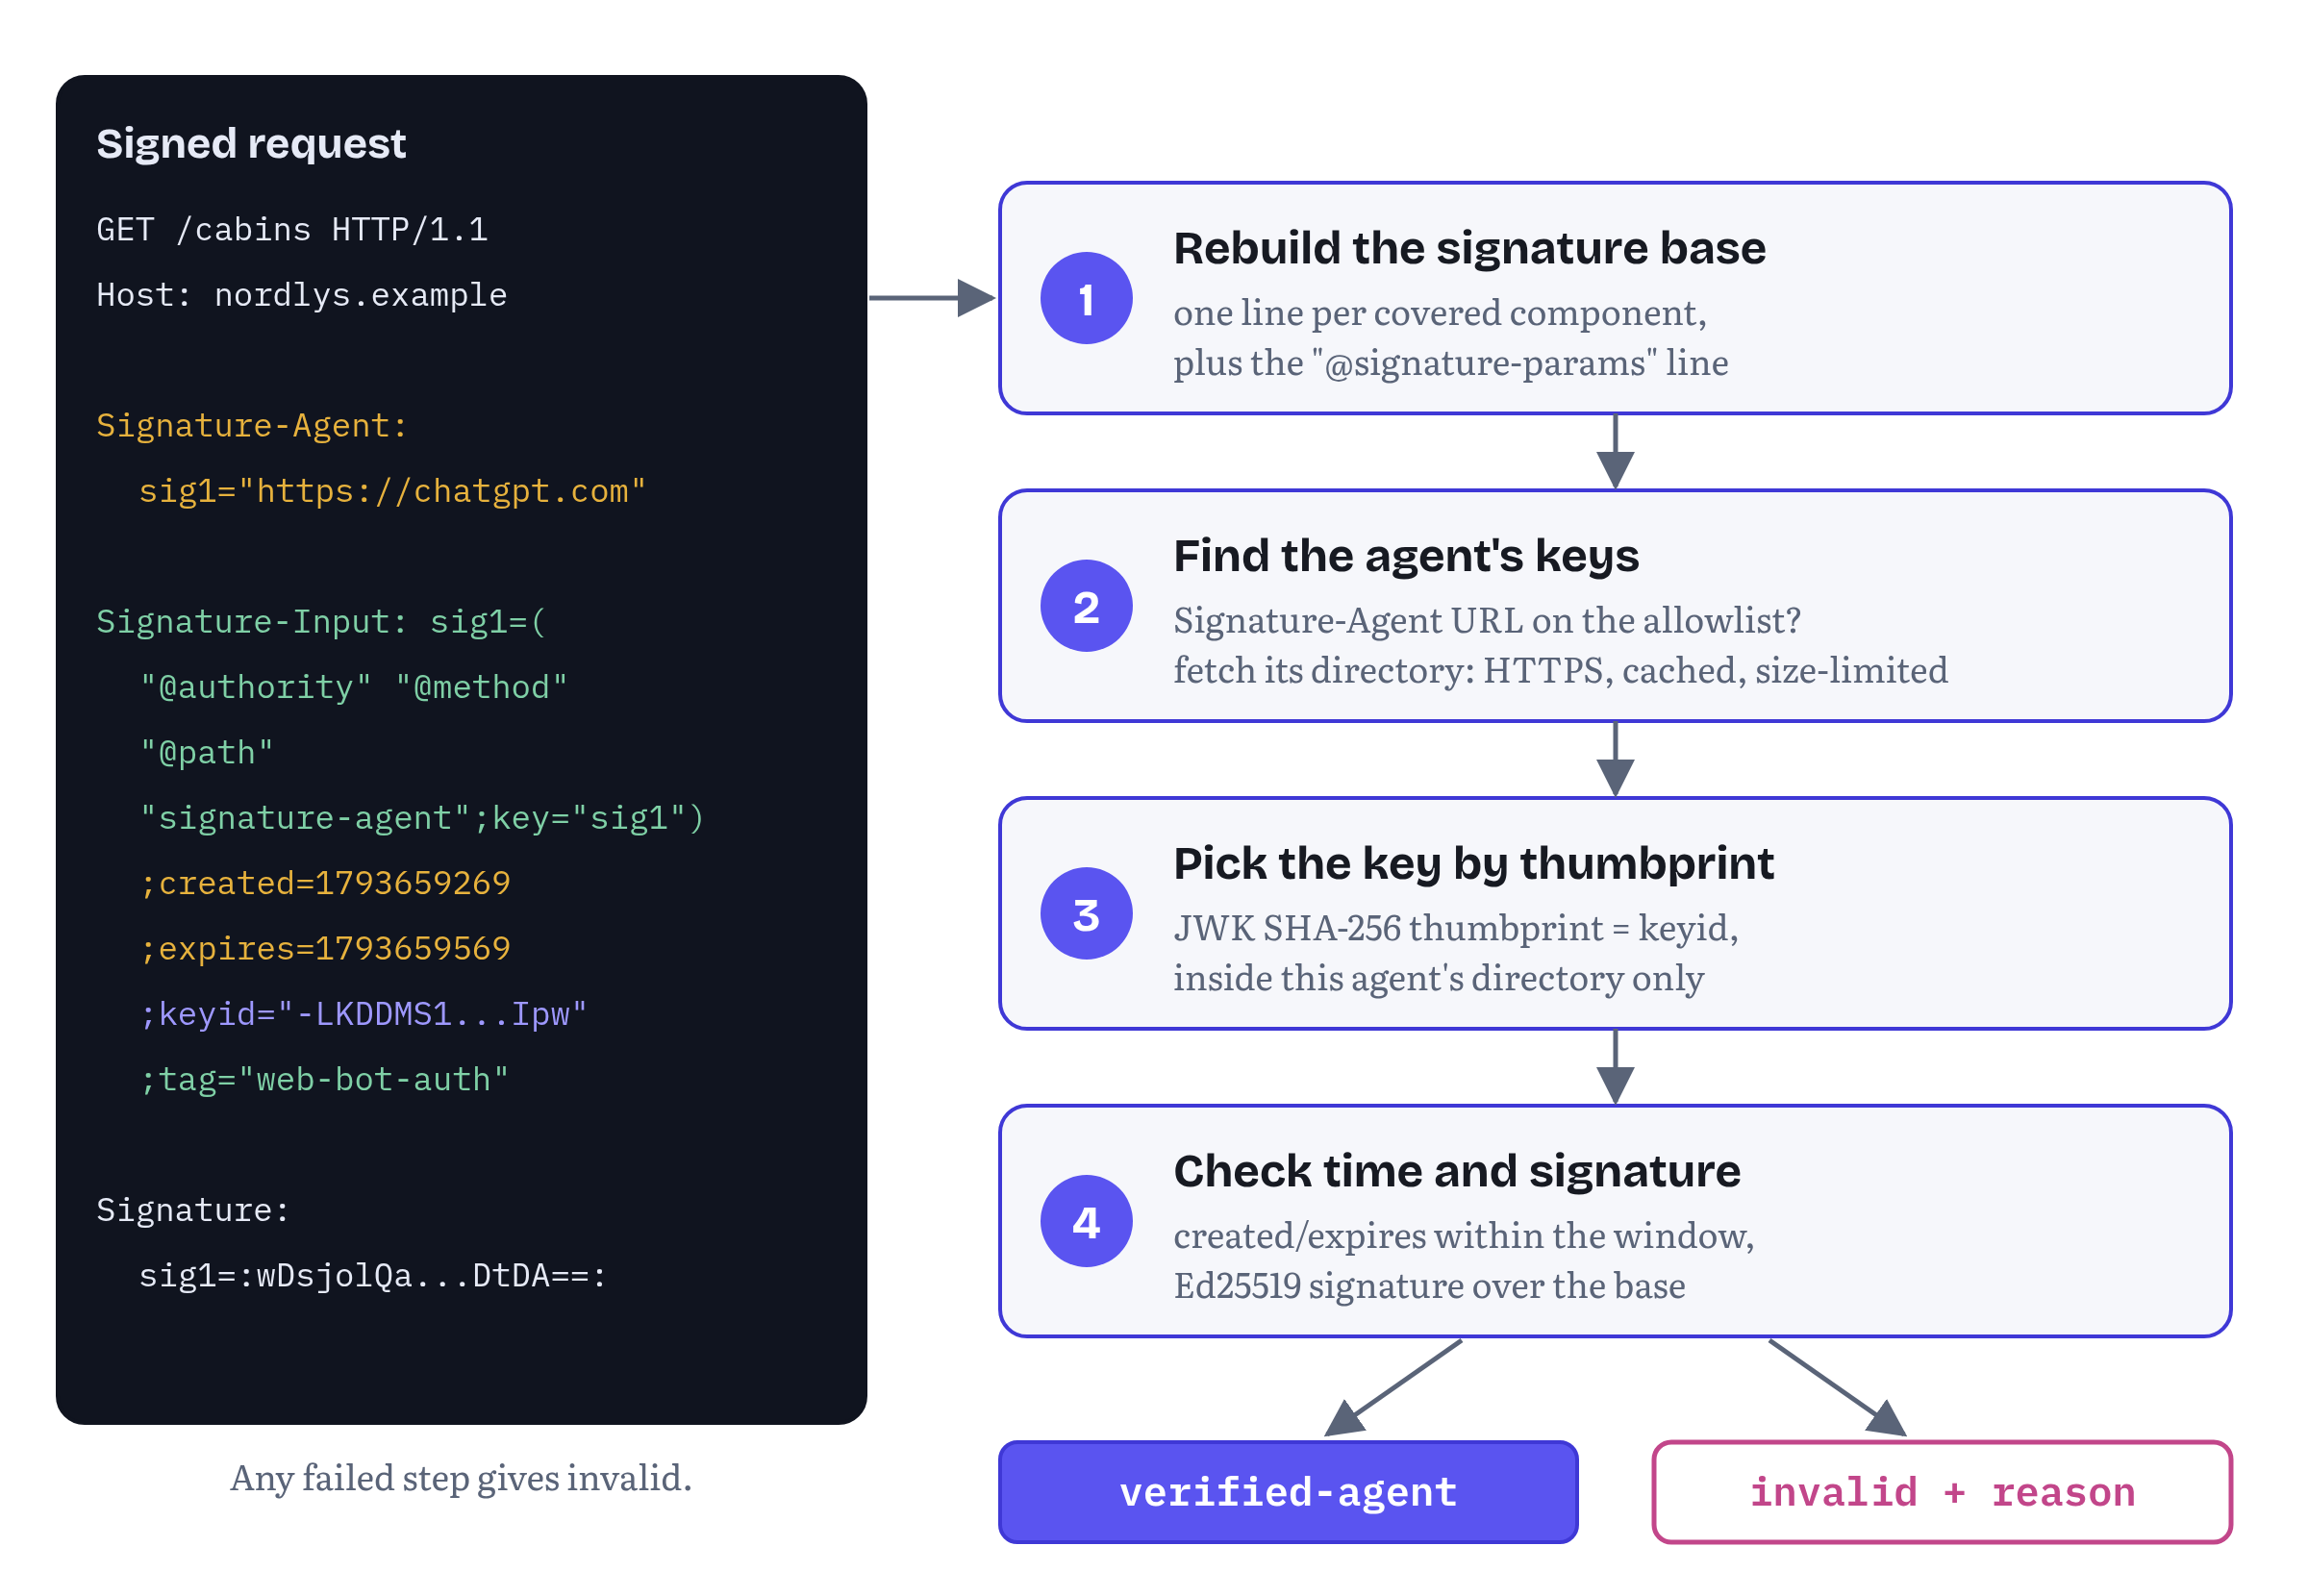 Signed request
GET /cabins HTTP/1.1
Host: nordlys.example
Signature-Agent:
sig1="https://chatgpt.com"
Signature-Input: sig1=(
"@authority" "@method"
"@path"
"signature-agent";key="sig1")
;created=1793659269
;expires=1793659569
;keyid="-LKDDMS1...Ipw"
;tag="web-bot-auth"
Signature:
sig1=:wDsjolQa...DtDA==:
Any failed step gives invalid.
1
Rebuild the signature base
one line per covered component,
plus the "@signature-params" line
2
Find the agent's keys
Signature-Agent URL on the allowlist?
fetch its directory: HTTPS, cached, size-limited
3
Pick the key by thumbprint
JWK SHA-256 thumbprint = keyid,
inside this agent's directory only
4
Check time and signature
created/expires within the window,
Ed25519 signature over the base
verified-agent
invalid + reason